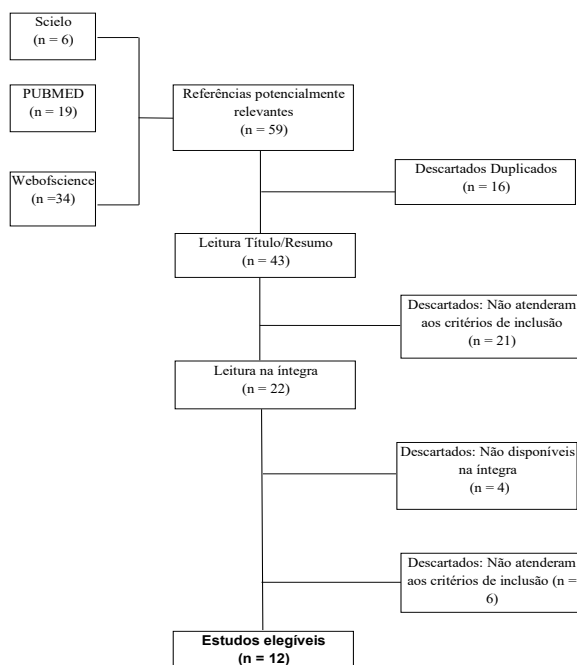 Scielo
(n = 6)
PUBMED
(n = 19)
Webofscience
(n =34)
Referências potencialmente
relevantes
(n = 59)
Descartados Duplicados
(n = 16)
Leitura Título/Resumo
(n = 43)
Descartados: Não atenderam
aos critérios de inclusão
(n = 21)
Leitura na íntegra
(n = 22)
Descartados: Não disponíveis
na íntegra
(n = 4)
Descartados: Não atenderam
aos critérios de inclusão (n =
6)
Estudos elegíveis
(n = 12)